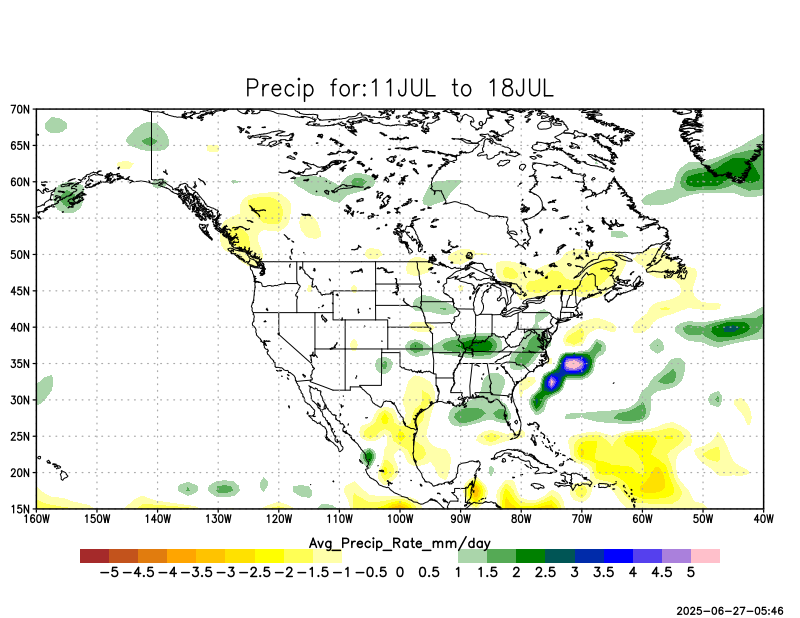 Precip for:11JUL to 18JUL
70N
65N
60N
55N
50N
45N
40N
35N
30N
25N
20N
15N
160W 150W 140W 130W 120W 110W 100W 90W 80W 70W 60W 50W 40W
Avg_Precip_Rate_mm/day
-5 -4.5 -4 -3.5 -3 -2.5 -2 -1.5 -1 -0.5 0 0.5 1 1.5 2 2.5 3 3.5 4 4.5 5
2025-06-27-05:46